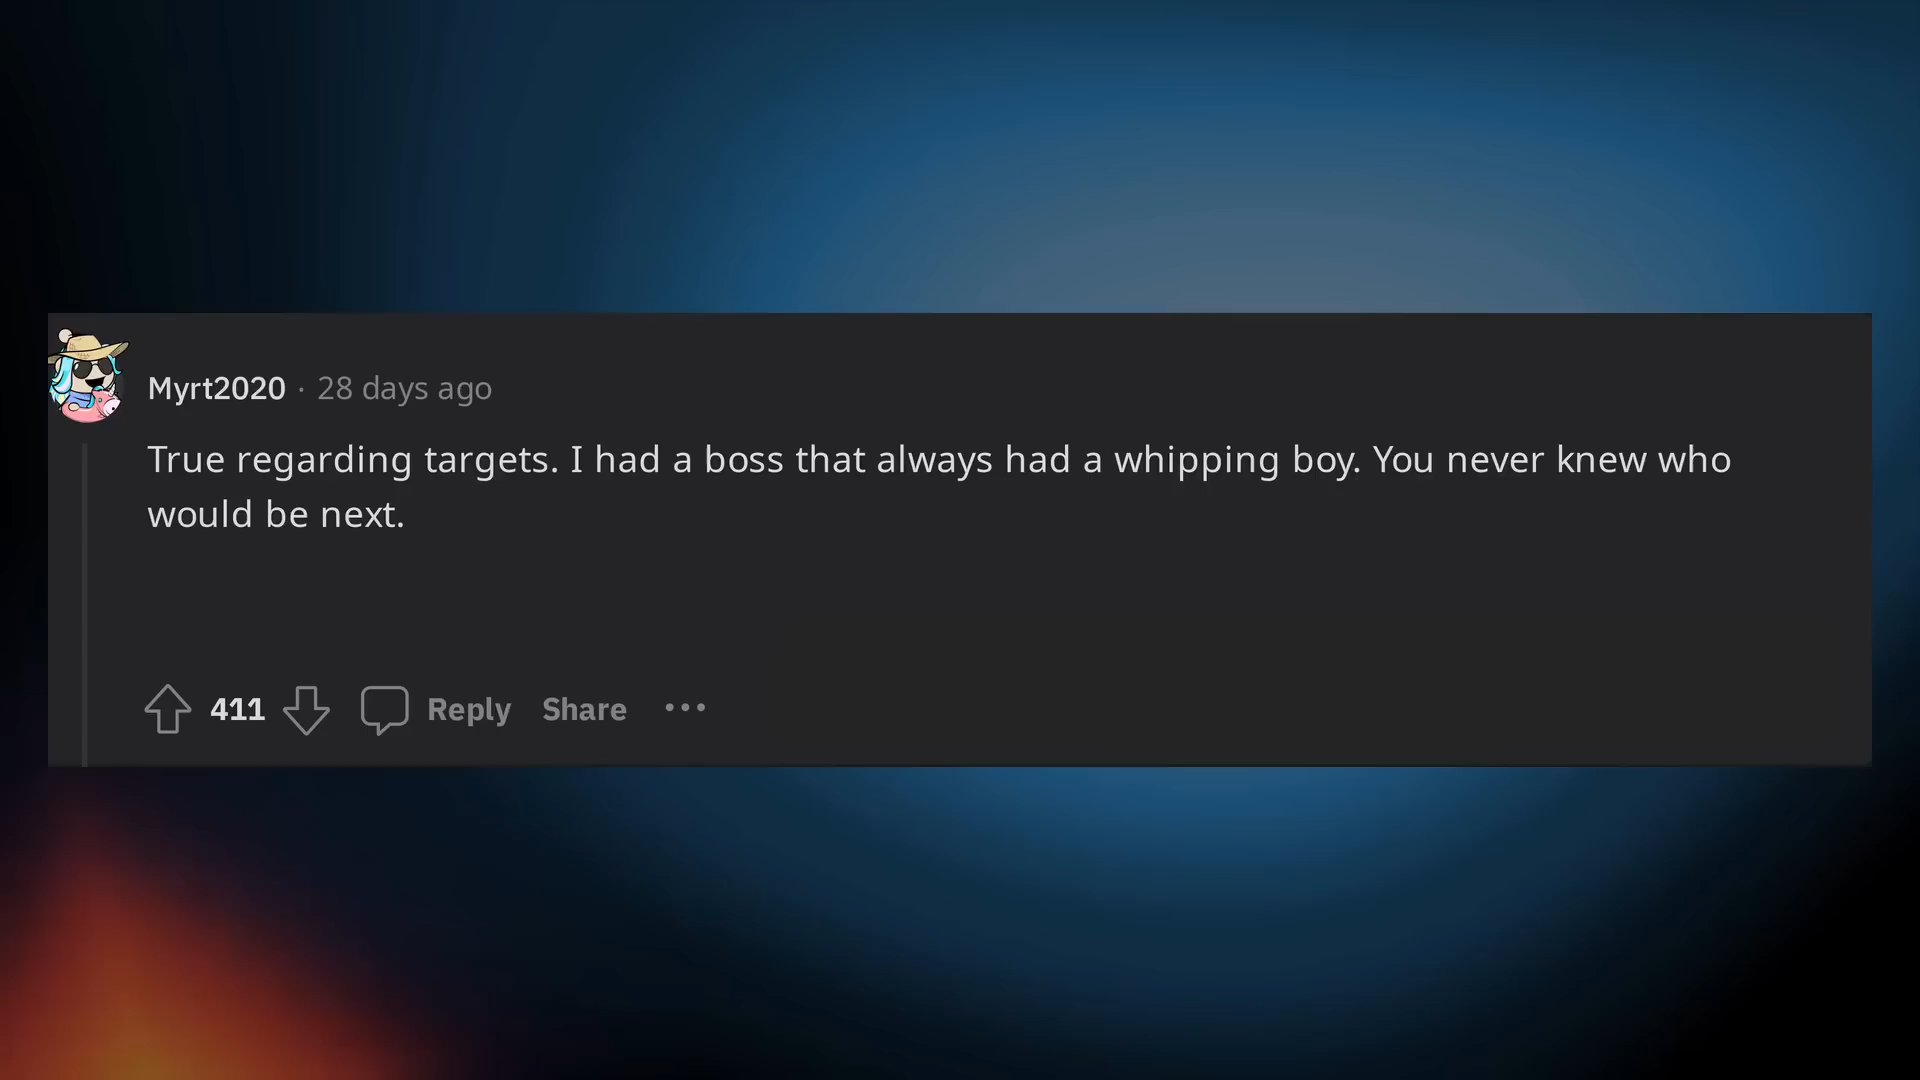 Myrt2020 · 28 days ago
True regarding targets. I had a boss that always had a whipping boy. You never knew who
would be next.
411 Reply Share ...